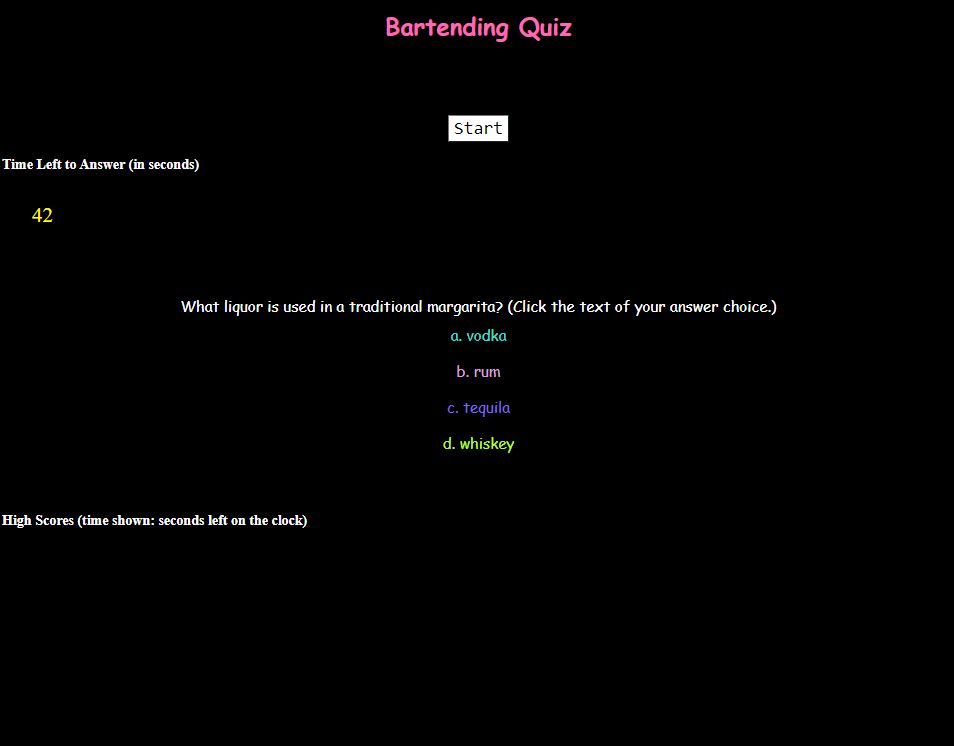 Bartending Quiz
Start
Time Left to Answer (in seconds)
42
What liquor is used in a traditional margarita? (Click the text of your answer choice.)
a. vodka
b. rum
c. tequila
d. whiskey
High Scores (time shown: seconds left on the clock)